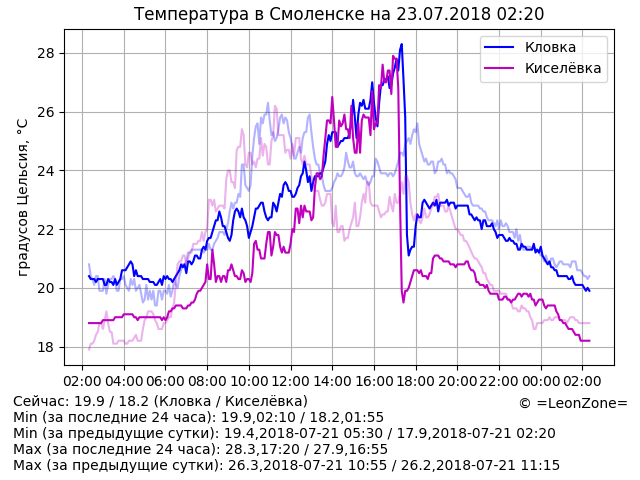 Температура в Смоленске на 23.07.2018 02:20
Кловка
Киселёвка
градусов Цельсия, °C
28
26
24
22
20
18
02:00 04:00 06:00 08:00 10:00 12:00 14:00 16:00 18:00 20:00 22:00 00:00 02:00
Сейчас: 19.9 / 18.2 (Кловка / Киселёвка)
© =LeonZone=
Min (за последние 24 часа): 19.9,02:10 / 18.2,01:55
Min (за предыдущие сутки): 19.4,2018-07-21 05:30 / 17.9,2018-07-21 02:20
Max (за последние 24 часа): 28.3,17:20 / 27.9,16:55
Max (за предыдущие сутки): 26.3,2018-07-21 10:55 / 26.2,2018-07-21 11:15